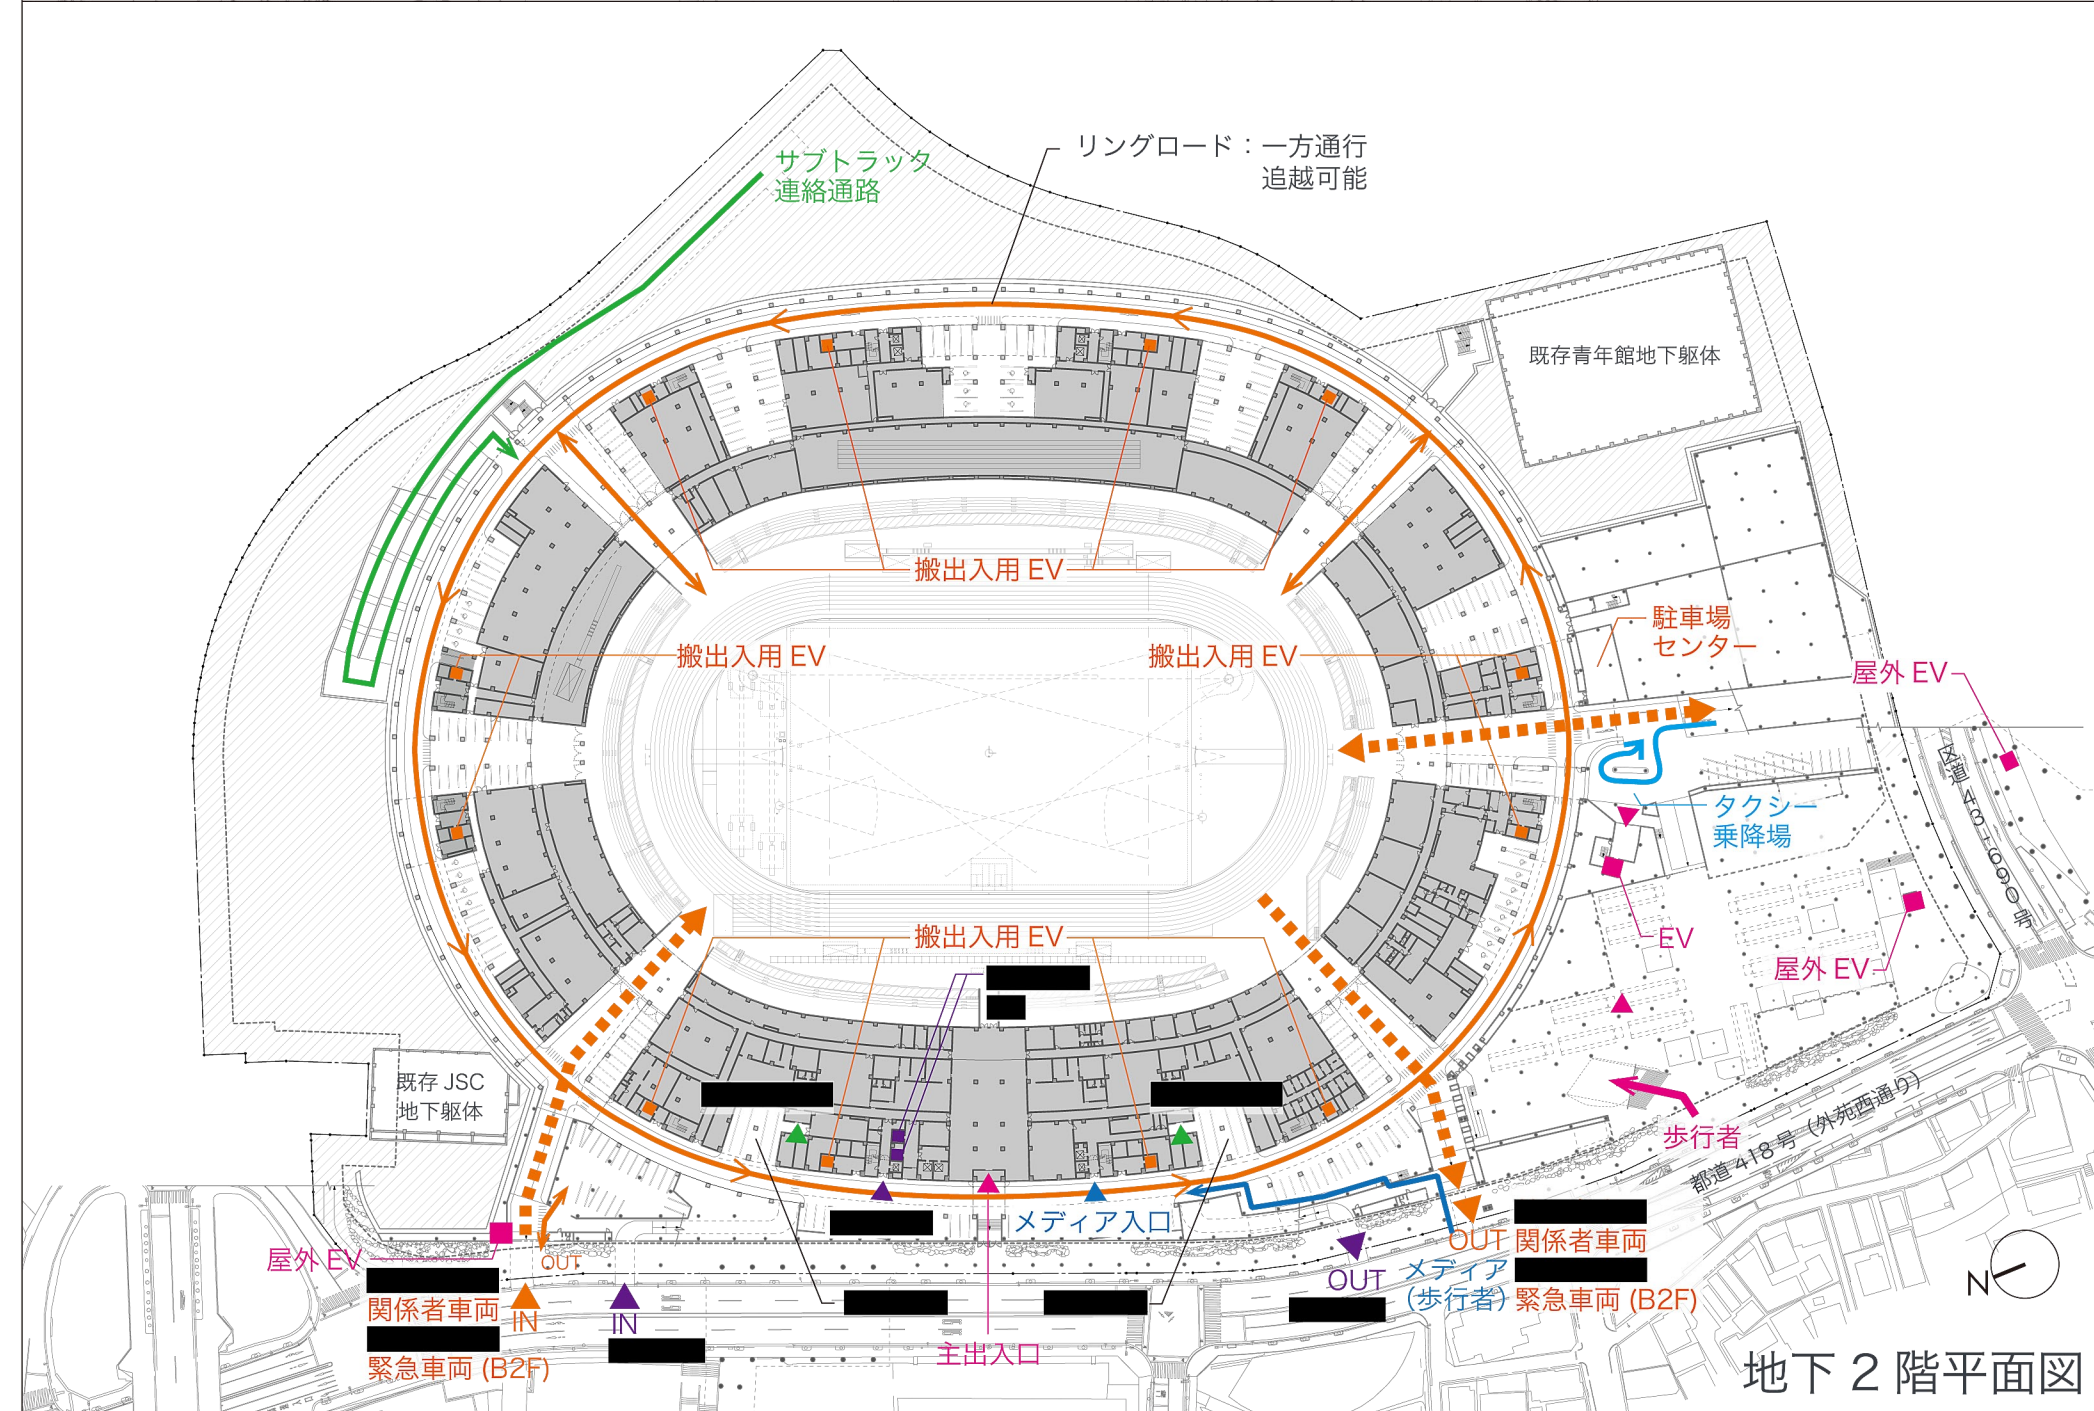 サブトラック
連絡通路
リングロード：一方通行
追越可能
既存青年館地下躯体
搬出入用 EV
搬出入用 EV
搬出入用 EV
駐車場
センター
屋外 EV
区道 43-690号
タクシー
乗降場
EV
屋外 EV
搬出入用 EV
既存 JSC
地下躯体
歩行者
都道 418号（外苑西通り）
メディア入口
屋外 EV
OUT
関係者車両
IN
緊急車両 (B2F)
IN
主出入口
OUT
OUT 関係者車両
メディア
（歩行者）
緊急車両 (B2F)
N
地下 2 階平面図